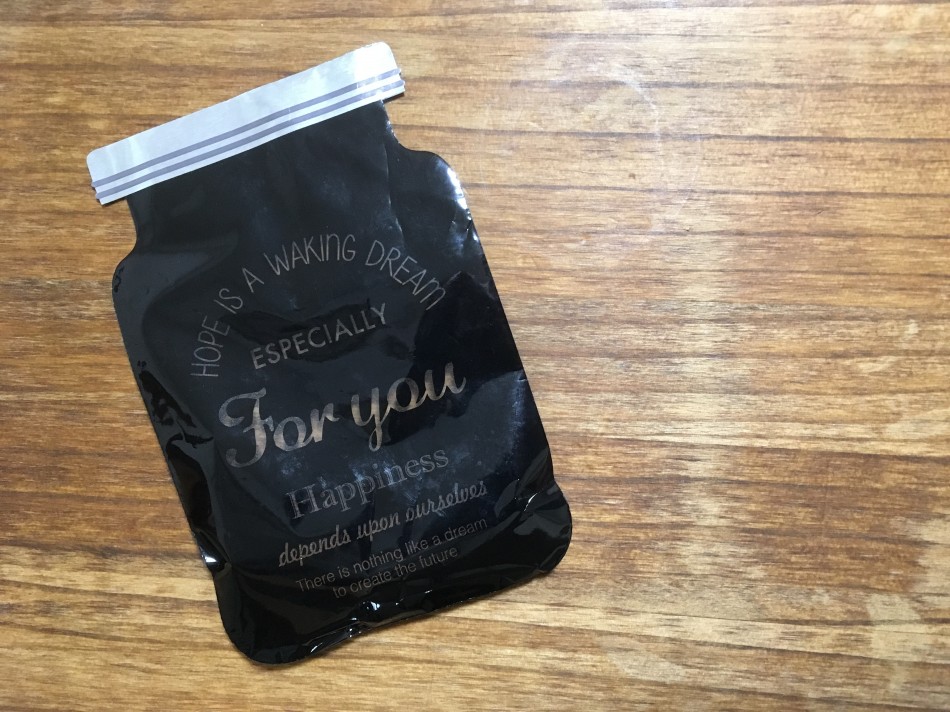 HOPE IS A WAKING DREAM
ESPECIALLY
For you
Happiness
depends upon ourselves
There is nothing like a dream
to create the future